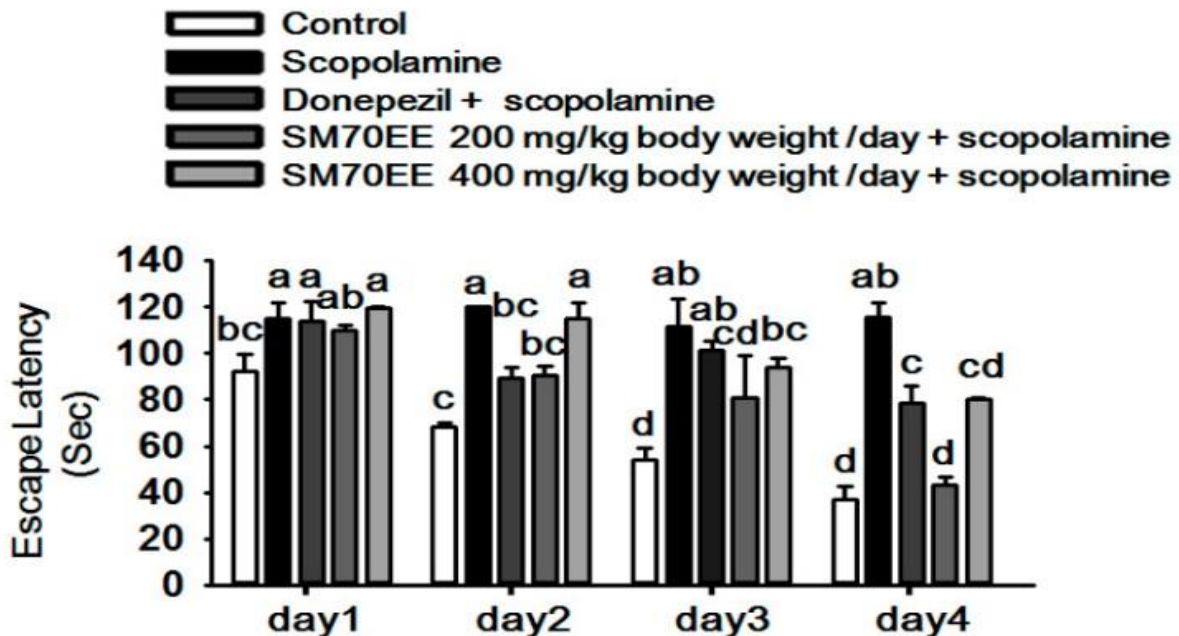 Control
Scopolamine
Donepezil + scopolamine
SM70EE 200 mg/kg body weight /day + scopolamine
SM70EE 400 mg/kg body weight /day + scopolamine
Escape Latency
(Sec)
140
120
100
80
60
40
20
0
bc a a ab a
c a bc bc a
d ab ab cd bc
d ab c d cd
day1 day2 day3 day4